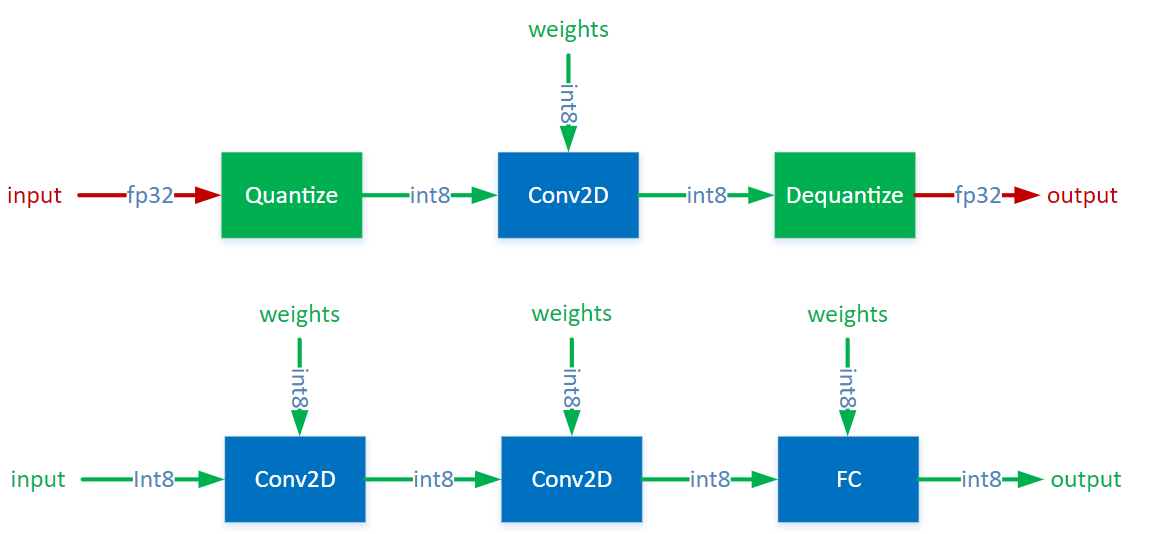 weights
int8
input fp32 Quantize int8 Conv2D int8 Dequantize fp32 output
weights weights weights
int8 int8 int8
input Int8 Conv2D int8 Conv2D int8 FC int8 output